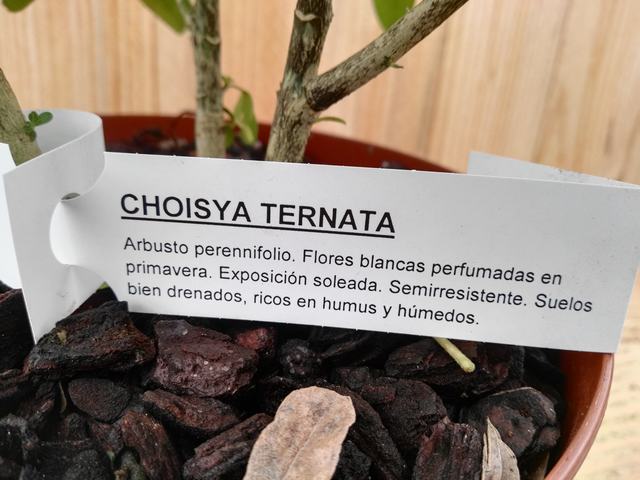 CHOISYA TERNATA
Arbusto perennifolio. Flores blancas perfumadas en
primavera. Exposición soleada. Semirresistente. Suelos
bien drenados, ricos en humus y húmedos.